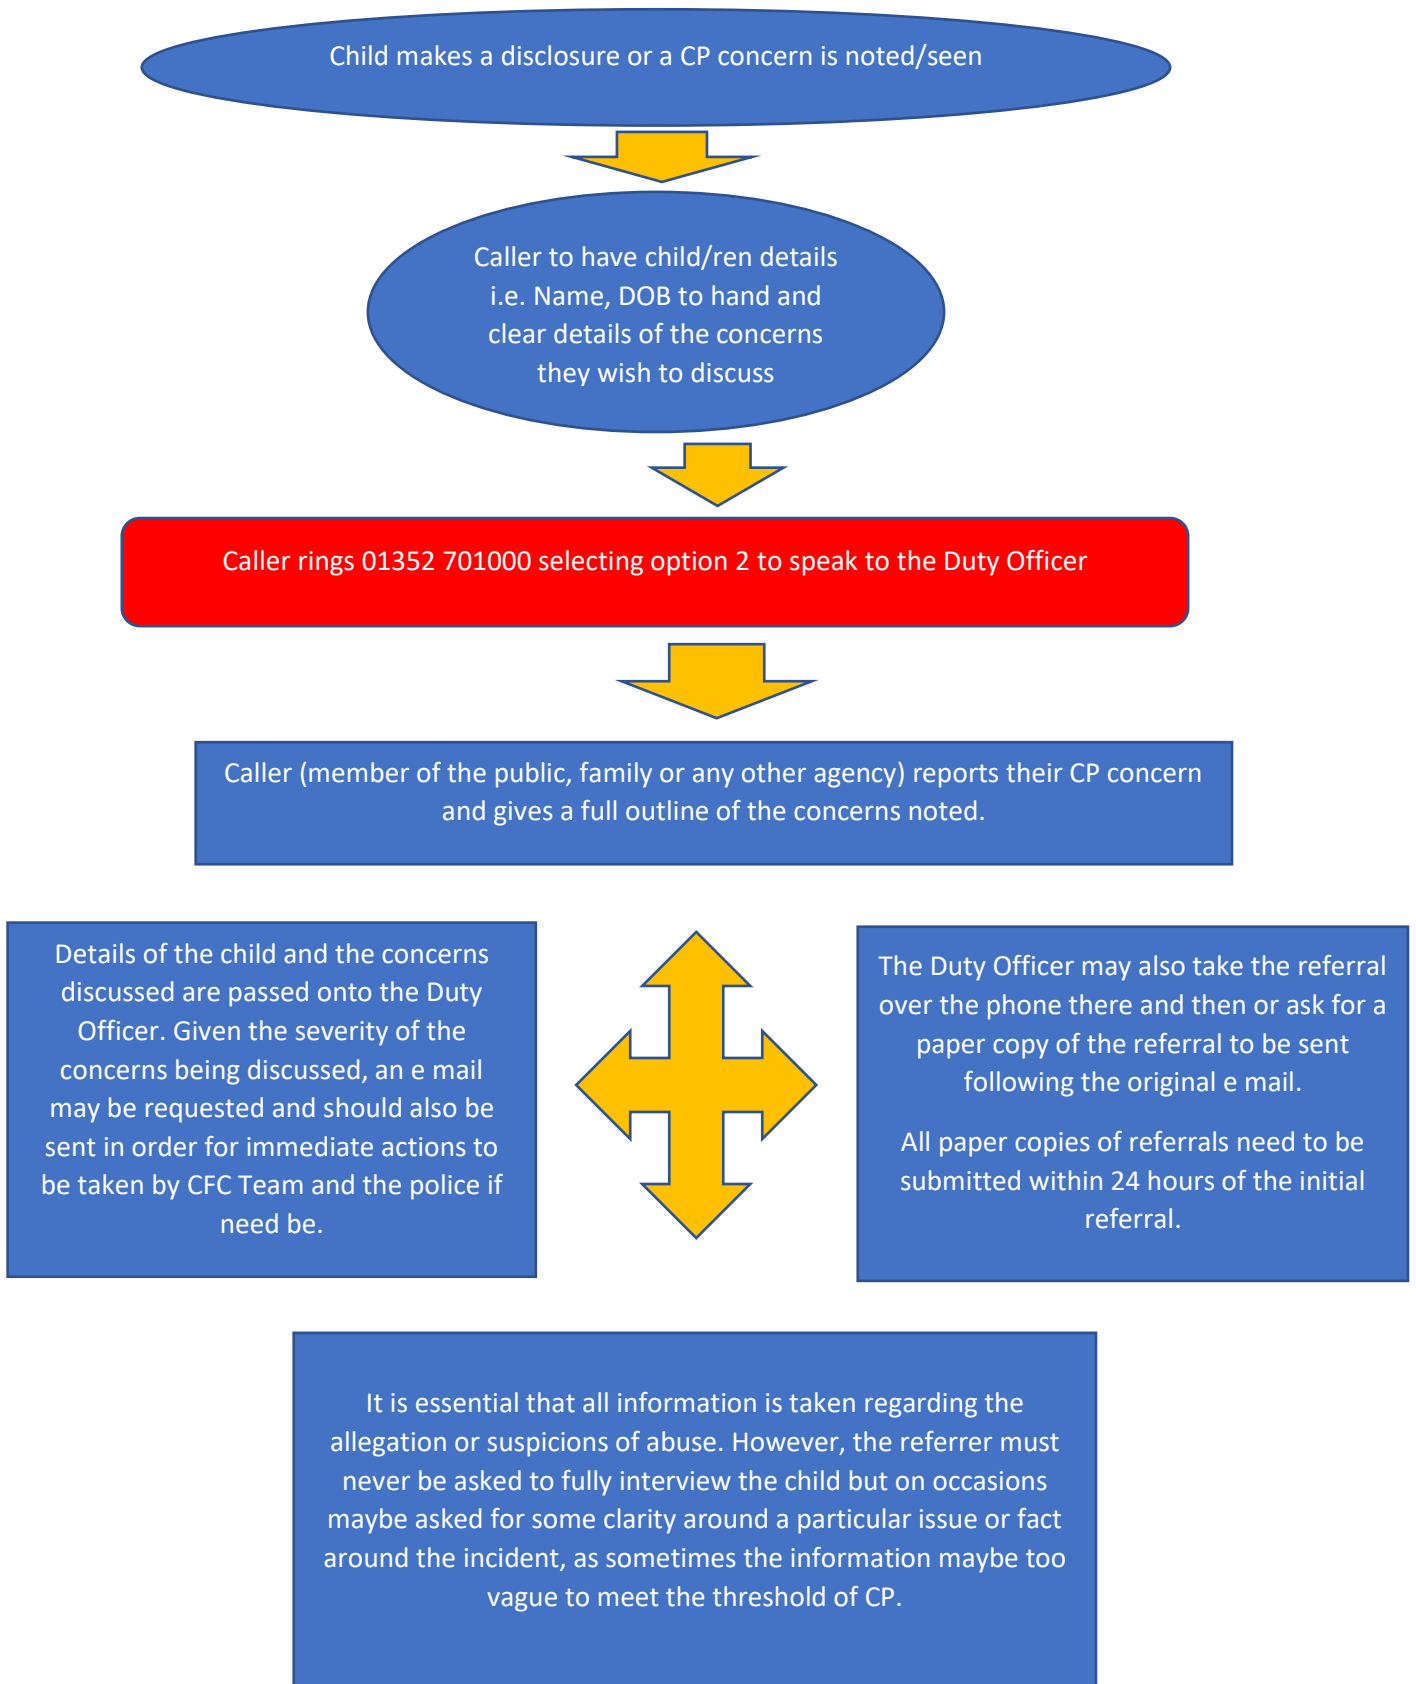 Child makes a disclosure or a CP concern is noted/seen
Caller to have child/ren details
i.e. Name, DOB to hand and
clear details of the concerns
they wish to discuss
Caller rings 01352 701000 selecting option 2 to speak to the Duty Officer
Caller (member of the public, family or any other agency) reports their CP concern
and gives a full outline of the concerns noted.
Details of the child and the concerns
discussed are passed onto the Duty
Officer. Given the severity of the
concerns being discussed, an e mail
may be requested and should also be
sent in order for immediate actions to
be taken by CFC Team and the police if
need be.
The Duty Officer may also take the referral
over the phone there and then or ask for a
paper copy of the referral to be sent
following the original e mail.
All paper copies of referrals need to be
submitted within 24 hours of the initial
referral.
It is essential that all information is taken regarding the
allegation or suspicions of abuse. However, the referrer must
never be asked to fully interview the child but on occasions
maybe asked for some clarity around a particular issue or fact
around the incident, as sometimes the information maybe too
vague to meet the threshold of CP.